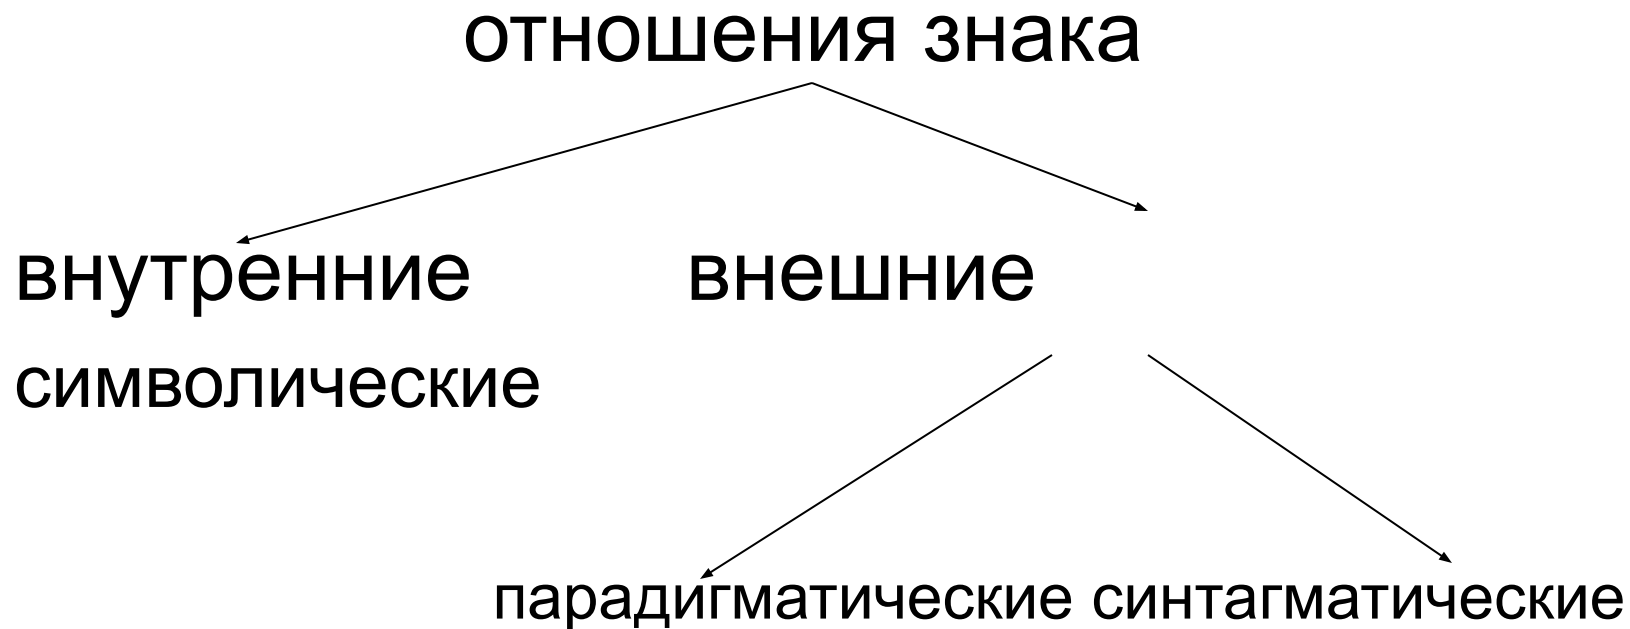 отношения знака
внутренние внешние
символические
парадигматические синтагматические